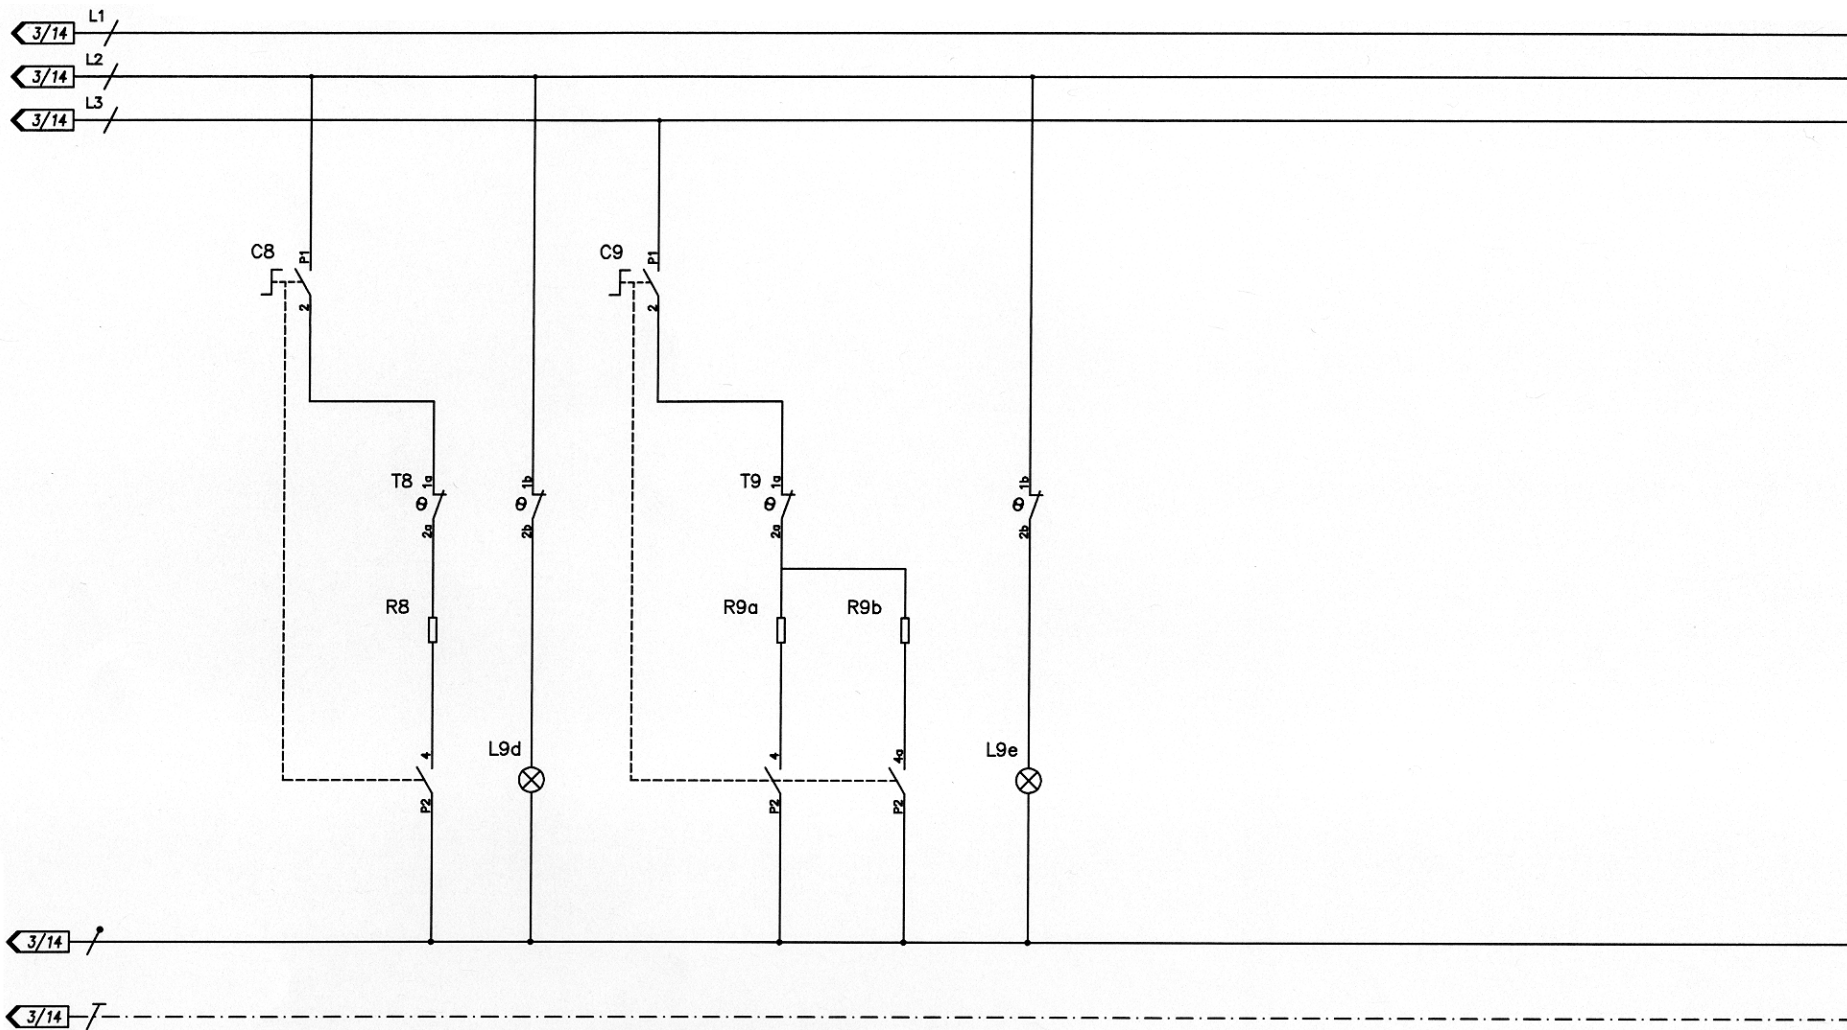 L1
3/14
L2
3/14
L3
3/14
C8
P1
2
C9
P1
2
T8
1a
θ
2a
1b
θ
2b
T9
1a
θ
2a
1b
θ
2b
R8
R9a
R9b
4
P2
L9d
4
P2
4a
P2
L9e
3/14
3/14